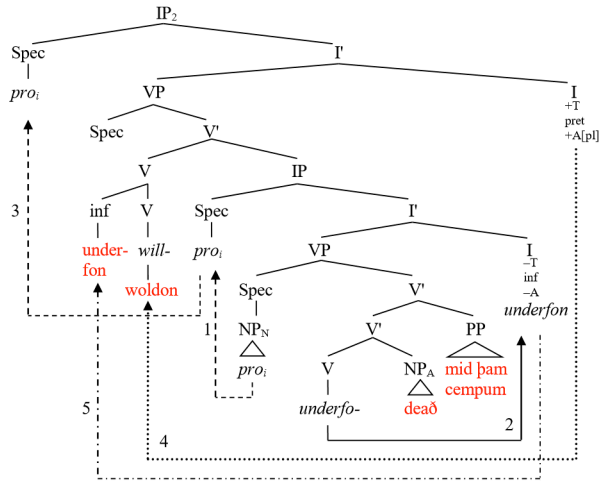 IP2
Spec I'
proi VP I
+T
pret
+A[pl]
Spec V'
V IP
3 inf V Spec I'
under-
fon will- proi VP I
–T
inf
–A
underfon
woldon Spec V'
1 NPN V' PP
proi V NPA mid þam
cempum
5 underfo- deað
4 2